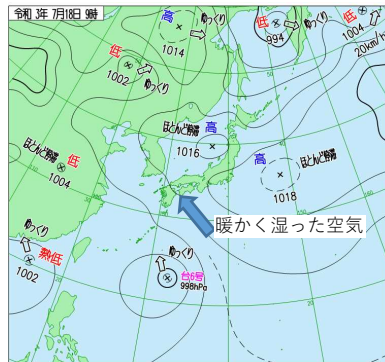 令和 3年 7月18日 9時
高
1014
ゆっくり
低
994
ゆっくり
低
1004
20km/h
低
1002
ゆっくり
ほとんど停滞
高
1016
ほとんど停滞
低
1004
高
1018
ほとんど停滞
暖かく湿った空気
ゆっくり
熱低
1002
ゆっくり
台6号
998hPa